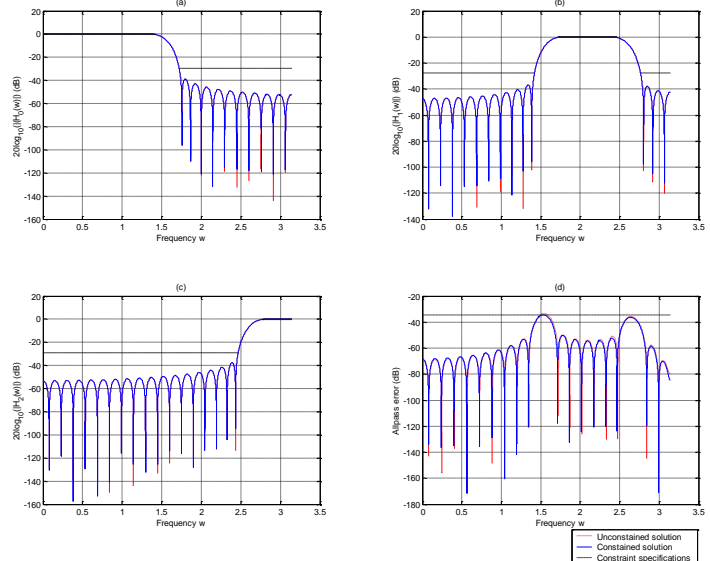 (a)
20log10(|H0(w)|) (dB)
20
0
-20
-40
-60
-80
-100
-120
-140
-160
0 0.5 1 1.5 2 2.5 3 3.5
Frequency w
(b)
20log10(|H1(w)|) (dB)
20
0
-20
-40
-60
-80
-100
-120
-140
0 0.5 1 1.5 2 2.5 3 3.5
Frequency w
(c)
20log10(|H2(w)|) (dB)
20
0
-20
-40
-60
-80
-100
-120
-140
-160
0 0.5 1 1.5 2 2.5 3 3.5
Frequency w
(d)
Allpass error (dB)
-20
-40
-60
-80
-100
-120
-140
-160
-180
0 0.5 1 1.5 2 2.5 3 3.5
Frequency w
Unconstained solution
Constained solution
Constraint specifications